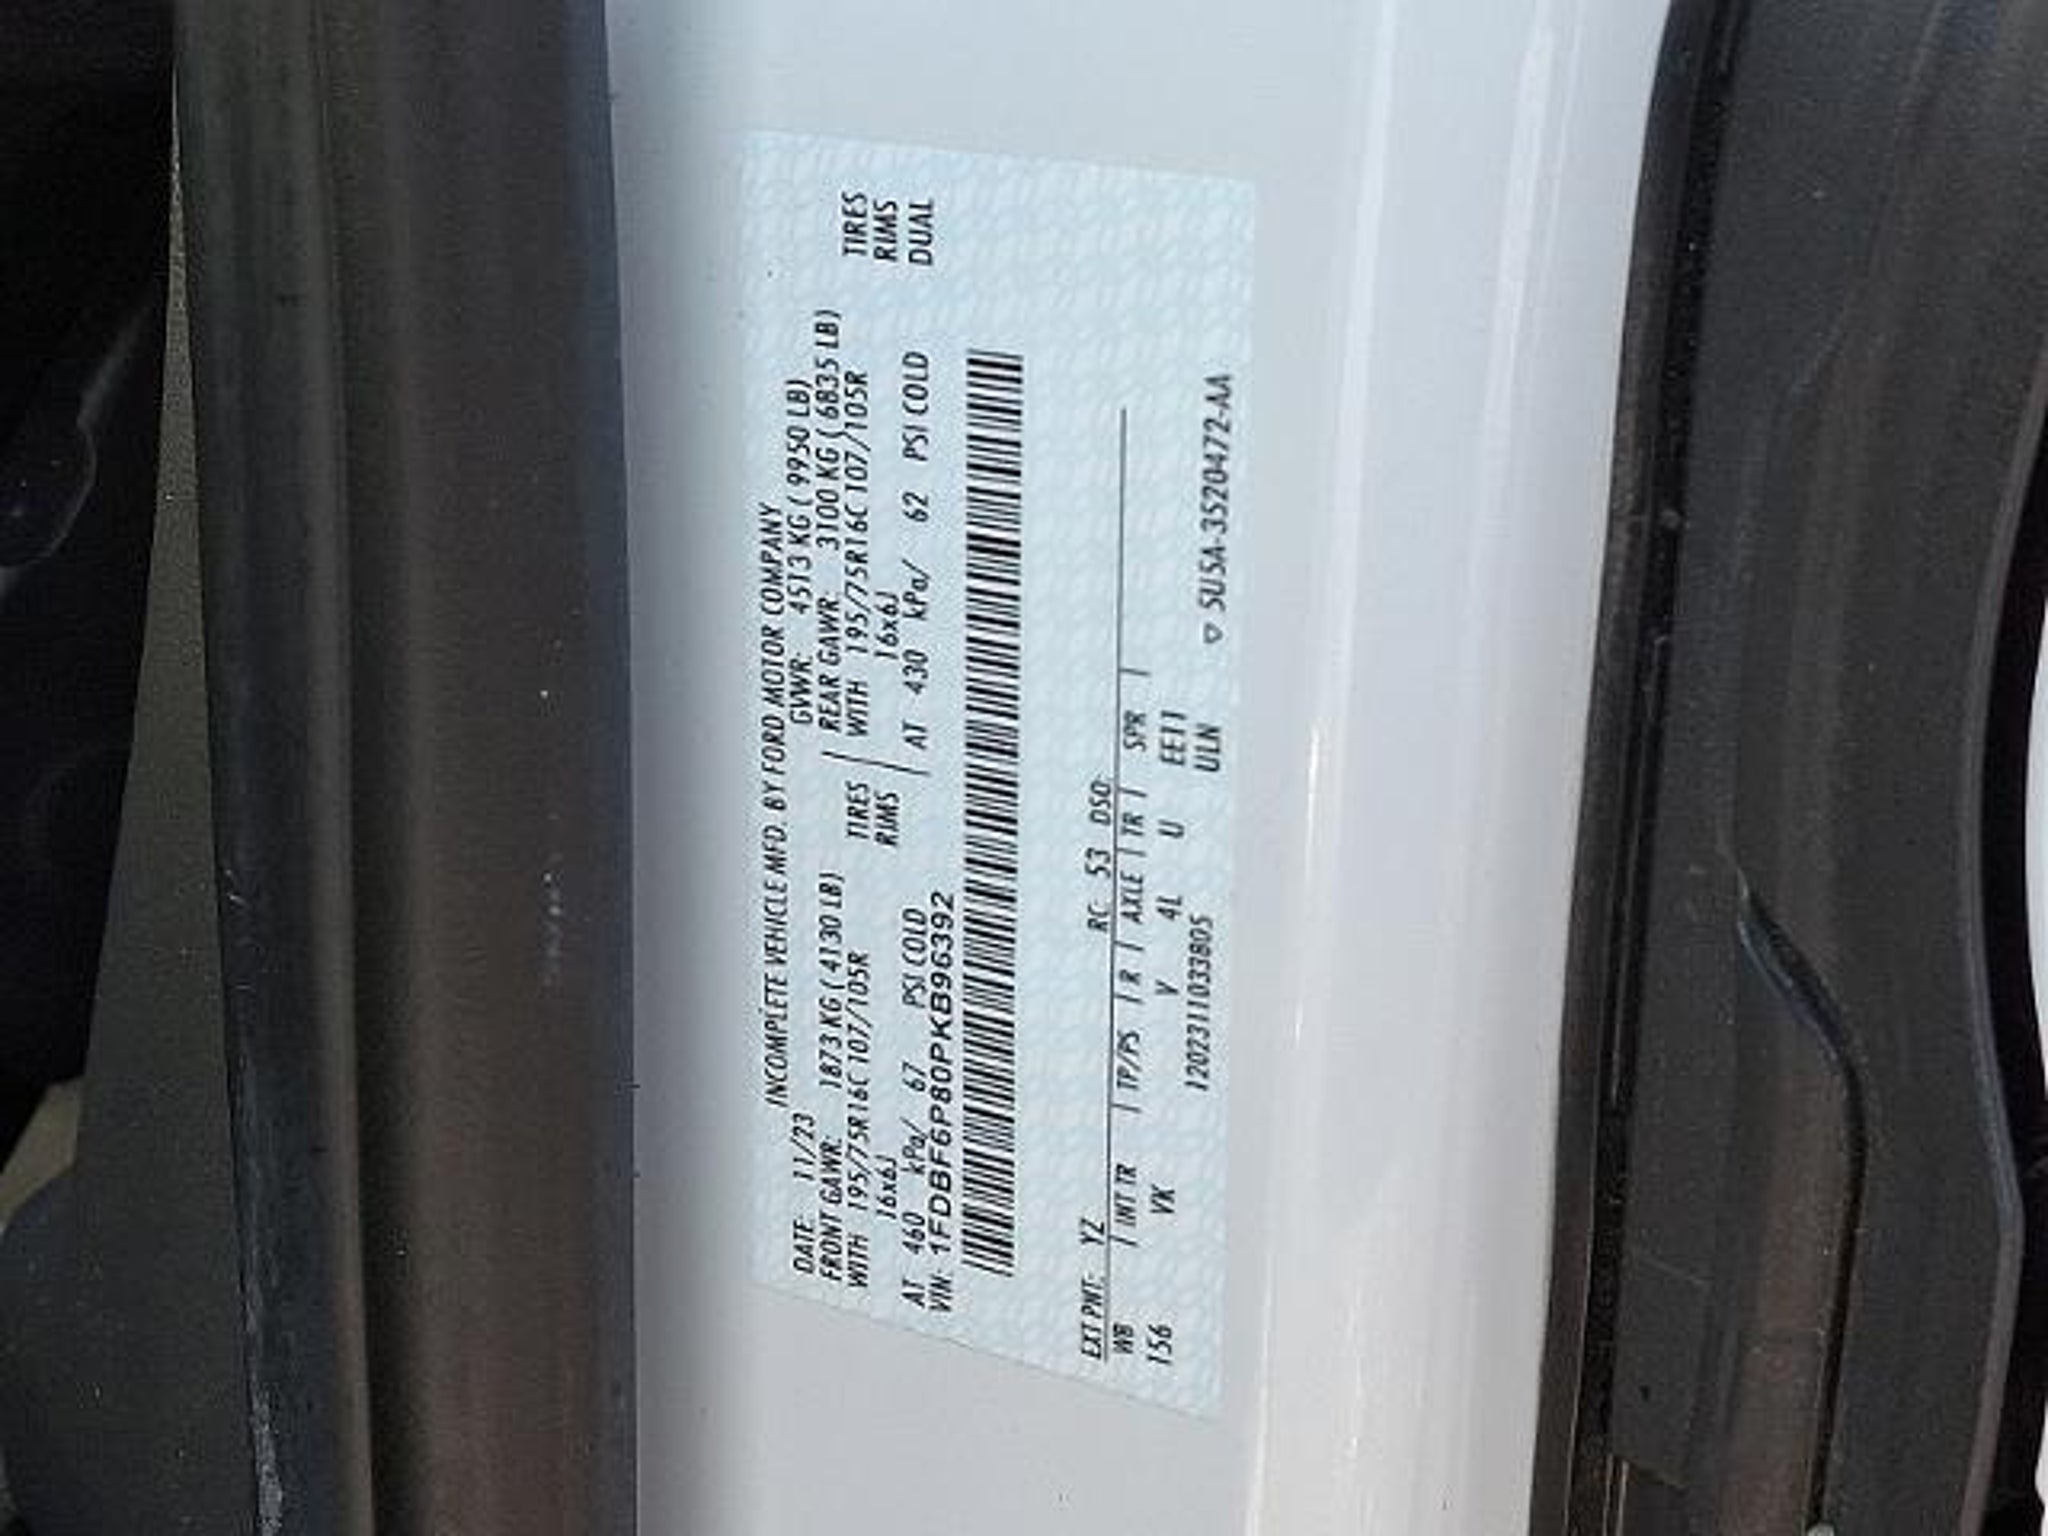 INCOMPLETE VEHICLE MFD. BY FORD MOTOR COMPANY
DATE: 11/23 GVWR: 4513 KG ( 9950 LB)
FRONT GAWR: 1873 KG ( 4130 LB) REAR GAWR: 3100 KG ( 6835 LB)
WITH 195/75R16C 107/105R TIRES WITH 195/75R16C 107/105R TIRES
16x6J RIMS 16x6J RIMS
AT 460 kPa/ 67 PSI COLD AT 430 kPa/ 62 PSI COLD DUAL
VIN: 1FDBF6P80PKB96392
EXT PNT: YZ RC: 53 DSO:
WB | INT TR | TP/PS | R | AXLE | TR | SPR |
156 VK V 4L U EE11
120231103380S ULN
▽ SU5A-3520472-AA